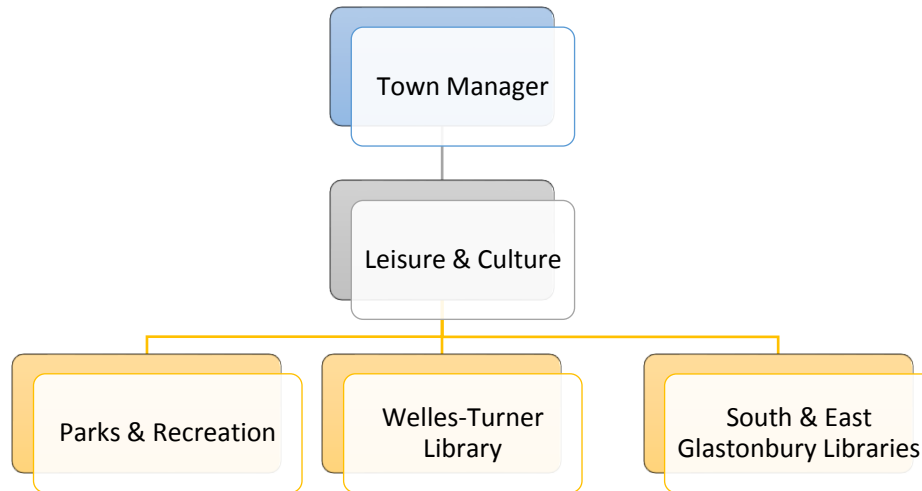 Town Manager
Leisure & Culture
Parks & Recreation
Welles-Turner
Library
South & East
Glastonbury Libraries